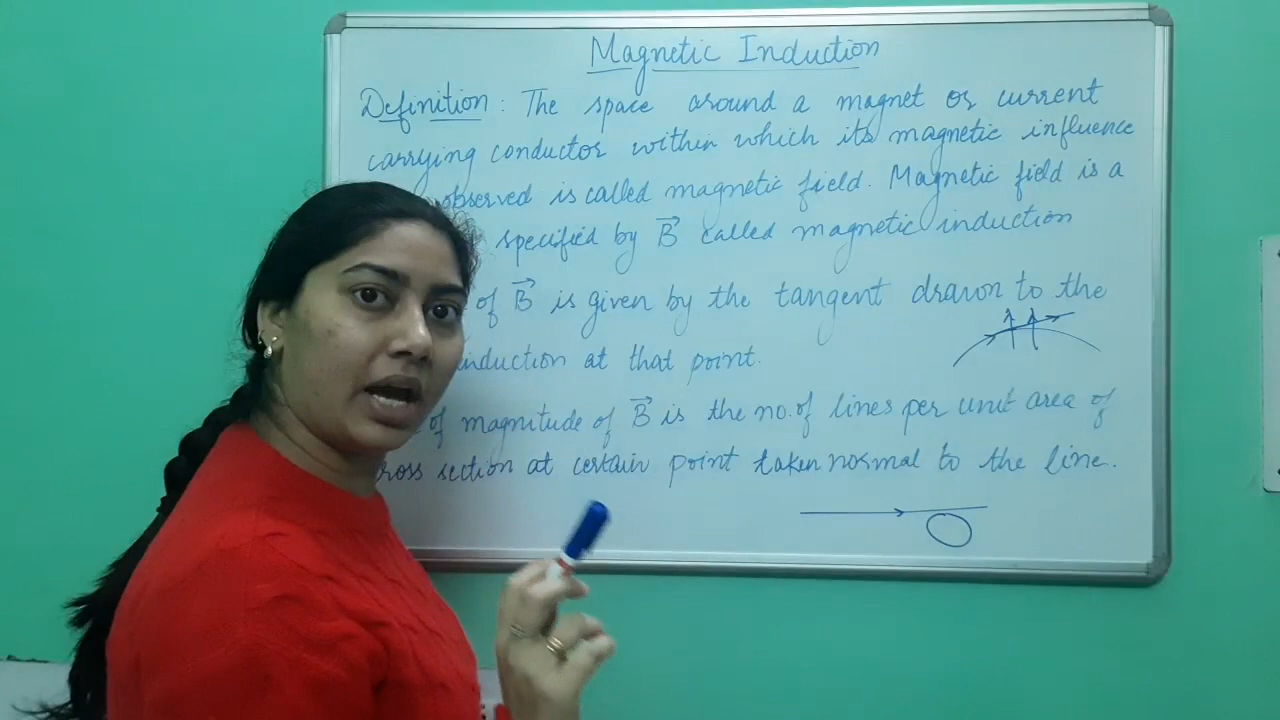 Magnetic Induction
Definition: The space around a magnet or current
carrying conductor within which its magnetic influence
observed is called magnetic field. Magnetic field is a
specified by B⃗ called magnetic induction
of B⃗ is given by the tangent drawn to the
induction at that point.
of magnitude of B⃗ is the no. of lines per unit area of
ross section at certain point taken normal to the line.